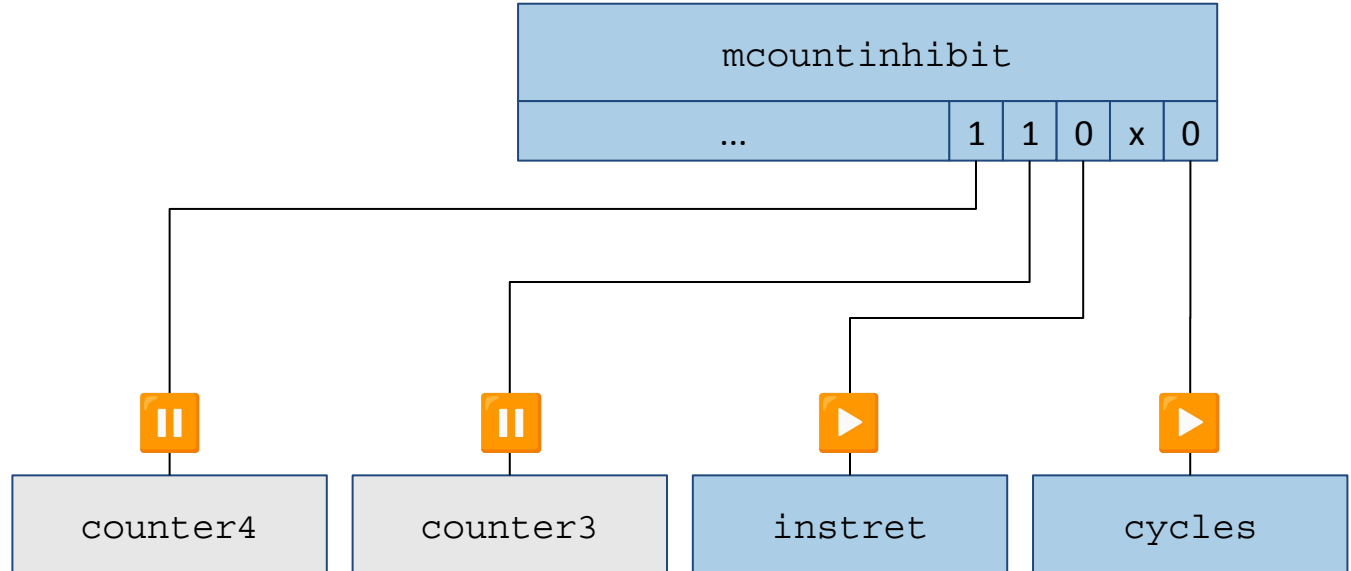 mcountinhibit
... 1 1 0 x 0
counter4 counter3 instret cycles